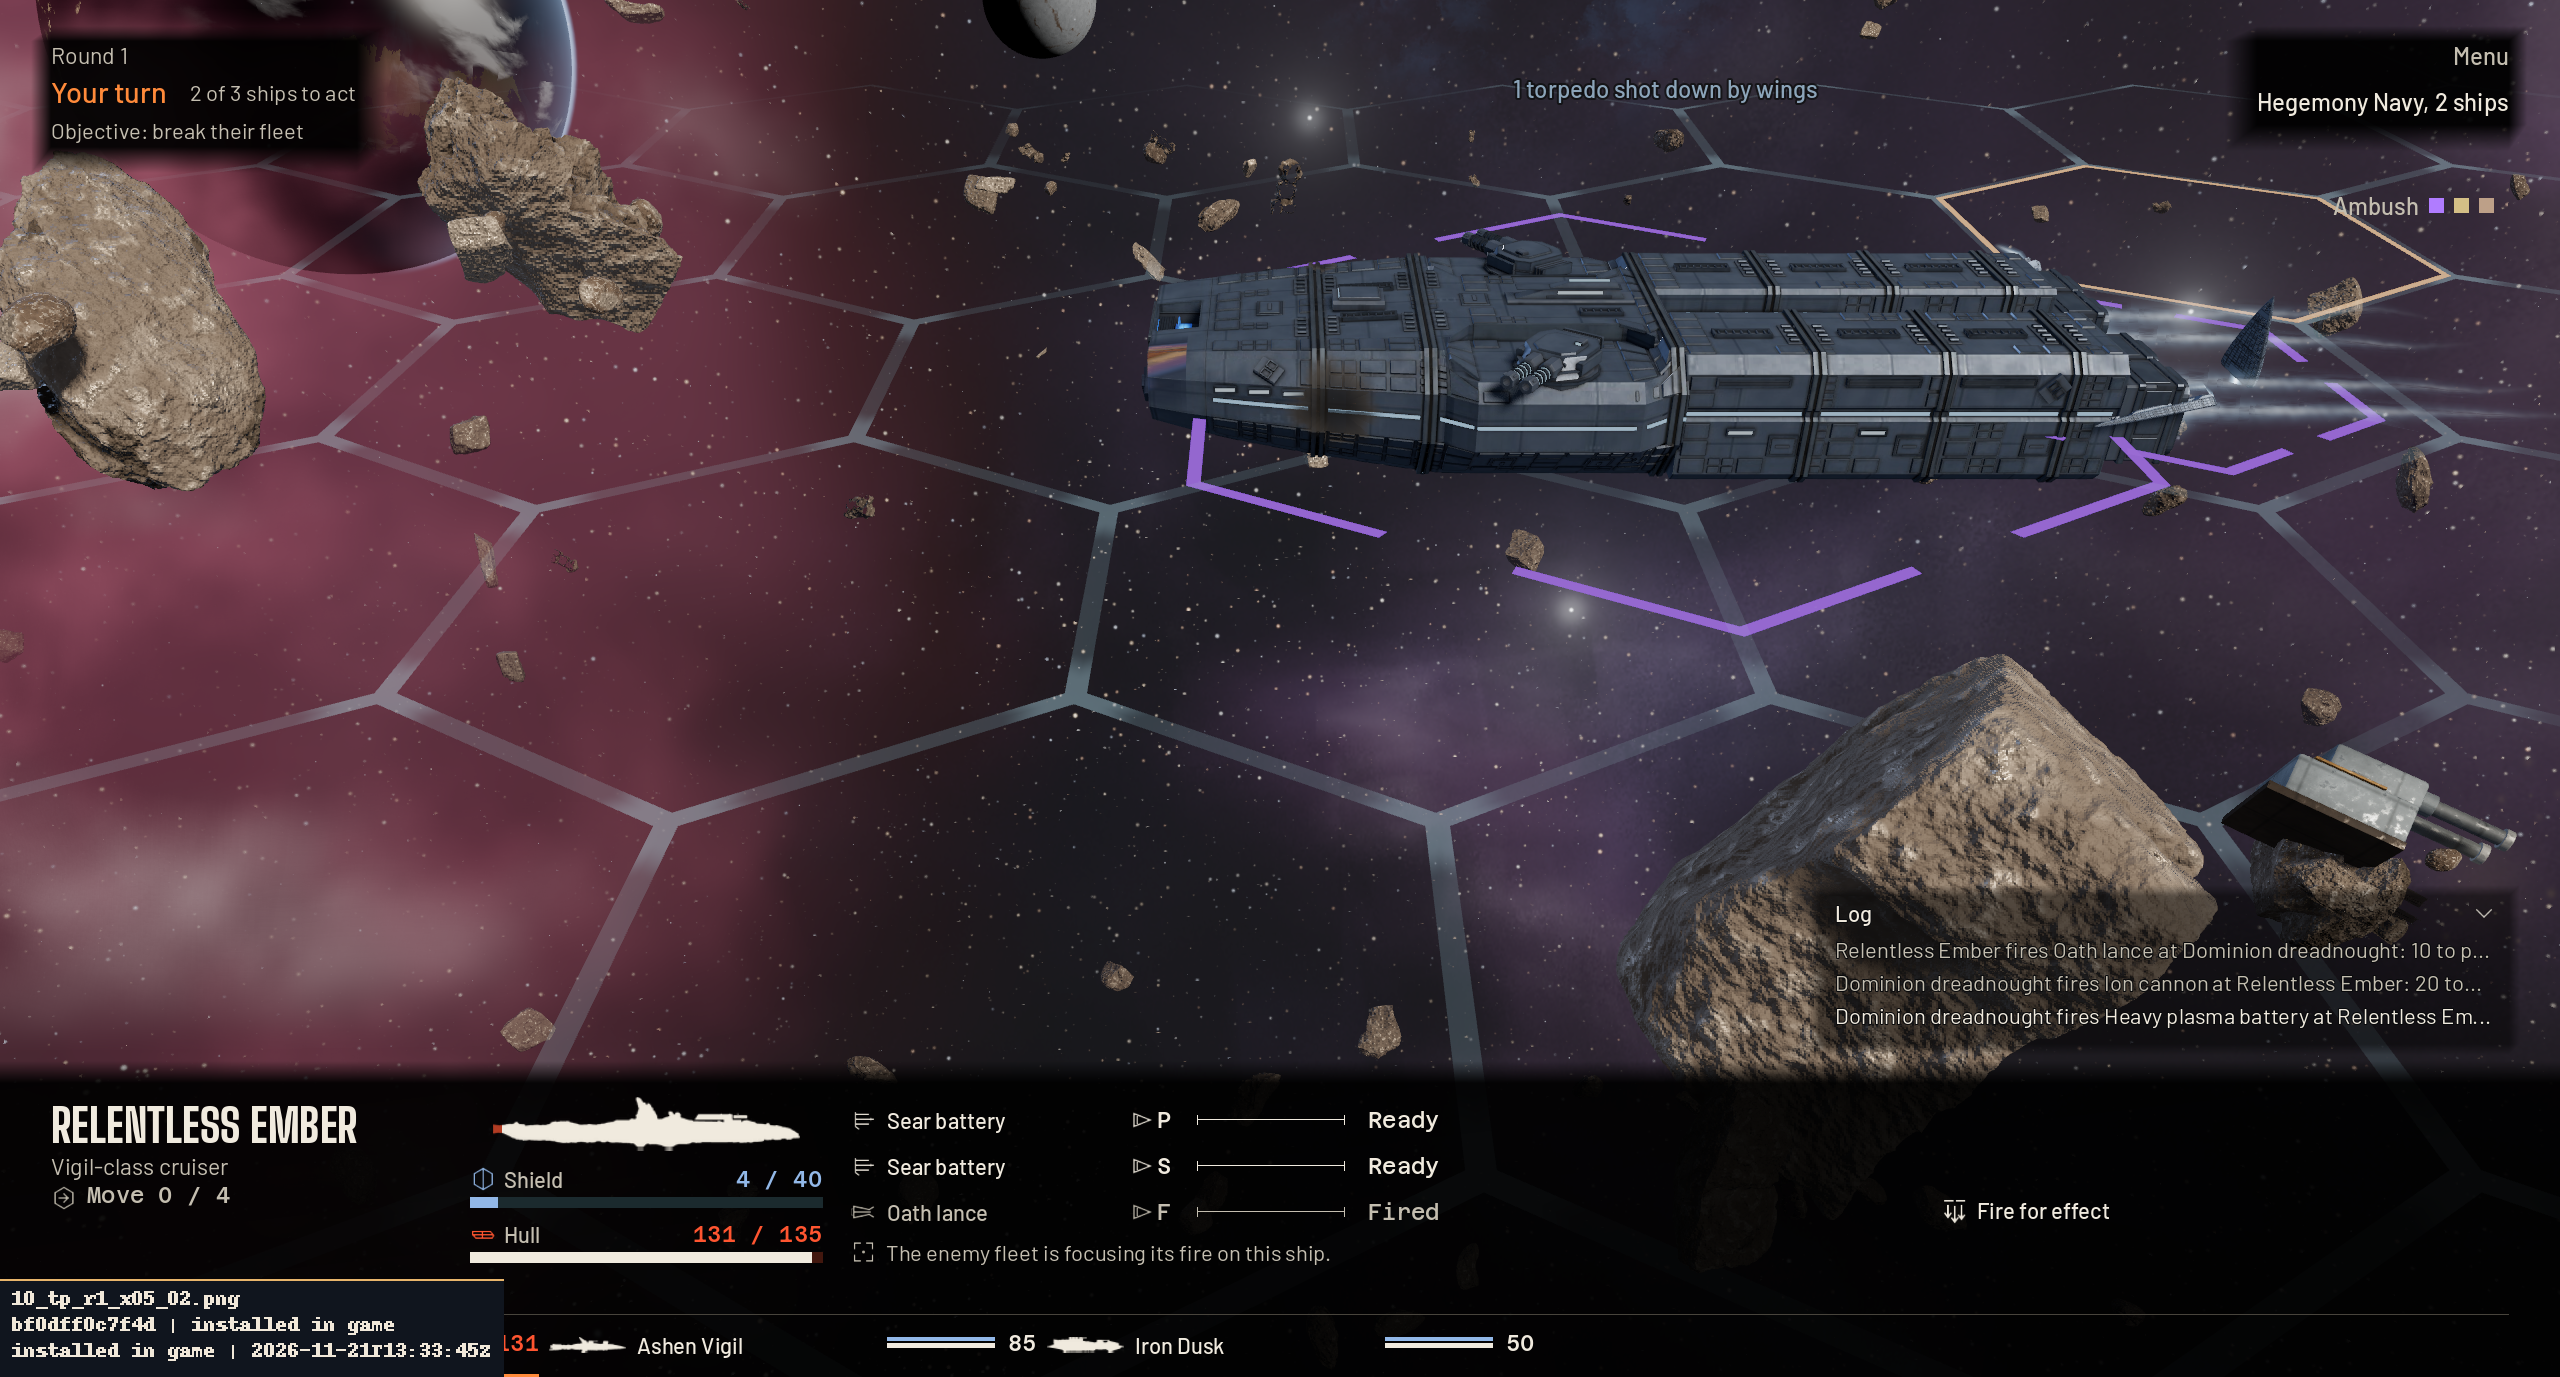 Round 1
Your turn 2 of 3 ships to act
Objective: break their fleet
1 torpedo shot down by wings
Menu
Hegemony Navy, 2 ships
Ambush
Log
Relentless Ember fires Oath lance at Dominion dreadnought: 10 to p...
Dominion dreadnought fires Ion cannon at Relentless Ember: 20 to...
Dominion dreadnought fires Heavy plasma battery at Relentless Em...
RELENTLESS EMBER
Vigil-class cruiser
Move 0 / 4
Shield 4 / 40
Hull 131 / 135
Sear battery P Ready
Sear battery S Ready
Oath lance F Fired
The enemy fleet is focusing its fire on this ship.
Fire for effect
10_tp_r1_x05_02.png
bf0dff0c7f4d | installed in game
installed in game | 2026-11-21T13:33:45Z
131 Ashen Vigil 85 Iron Dusk 50